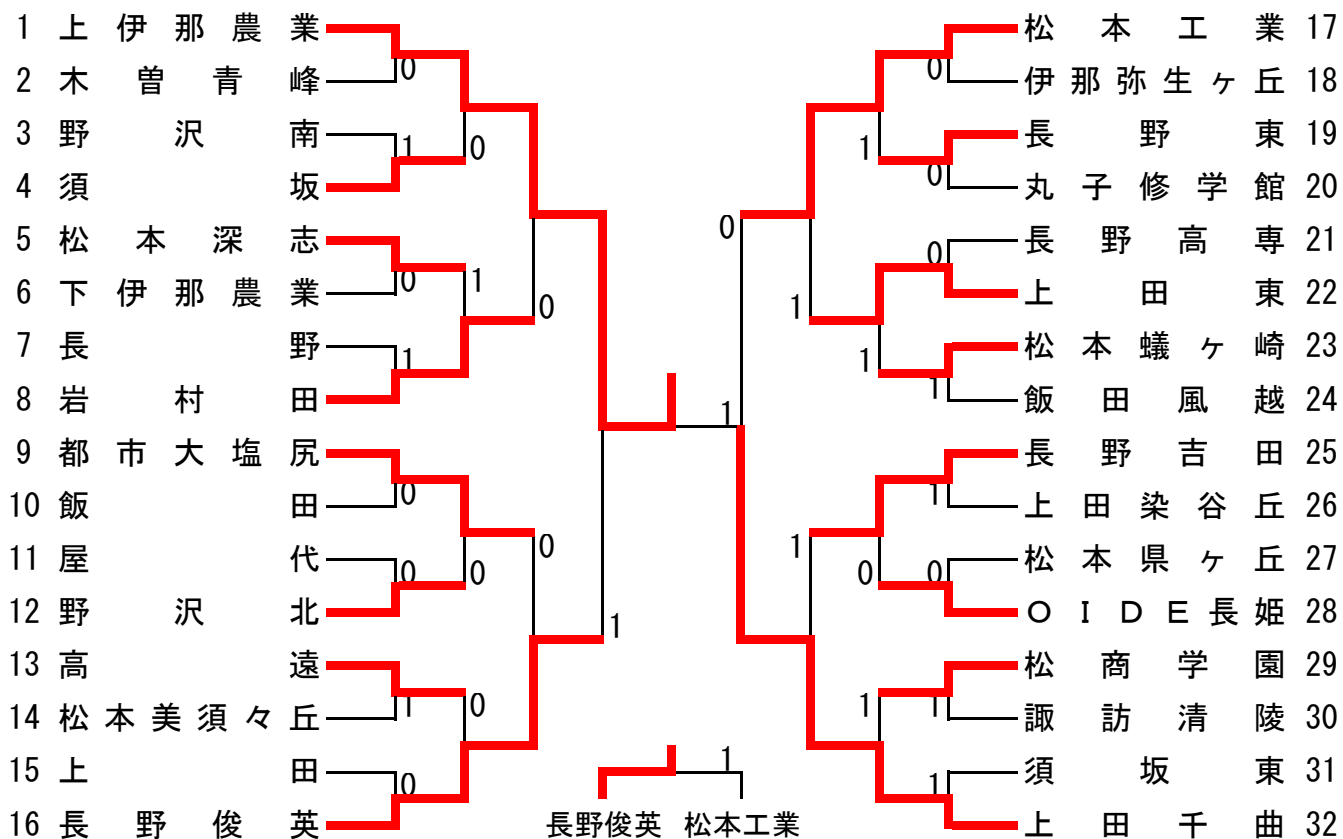 1 上伊那農業
2 木曽青峰
3 野沢南
4 須坂
5 松本深志
6 下伊那農業
7 長野
8 岩村田
9 都市大塩尻
10 飯田
11 屋代
12 野沢北
13 高遠
14 松本美須々丘
15 上田
16 長野俊英
0
1
0
1
0
0
1
0
0
1
0
0
0
0
0
1
1
0
1
長野俊英 松本工業
1
0
1
1
1
0
1
0
0
0
1
1
0
1
1
松本工業 17
伊那弥生ヶ丘 18
長野東 19
丸子修学館 20
長野高専 21
上田東 22
松本蟻ヶ崎 23
飯田風越 24
長野吉田 25
上田染谷丘 26
松本県ヶ丘 27
ＯＩＤＥ長姫 28
松商学園 29
諏訪清陵 30
須坂東 31
上田千曲 32